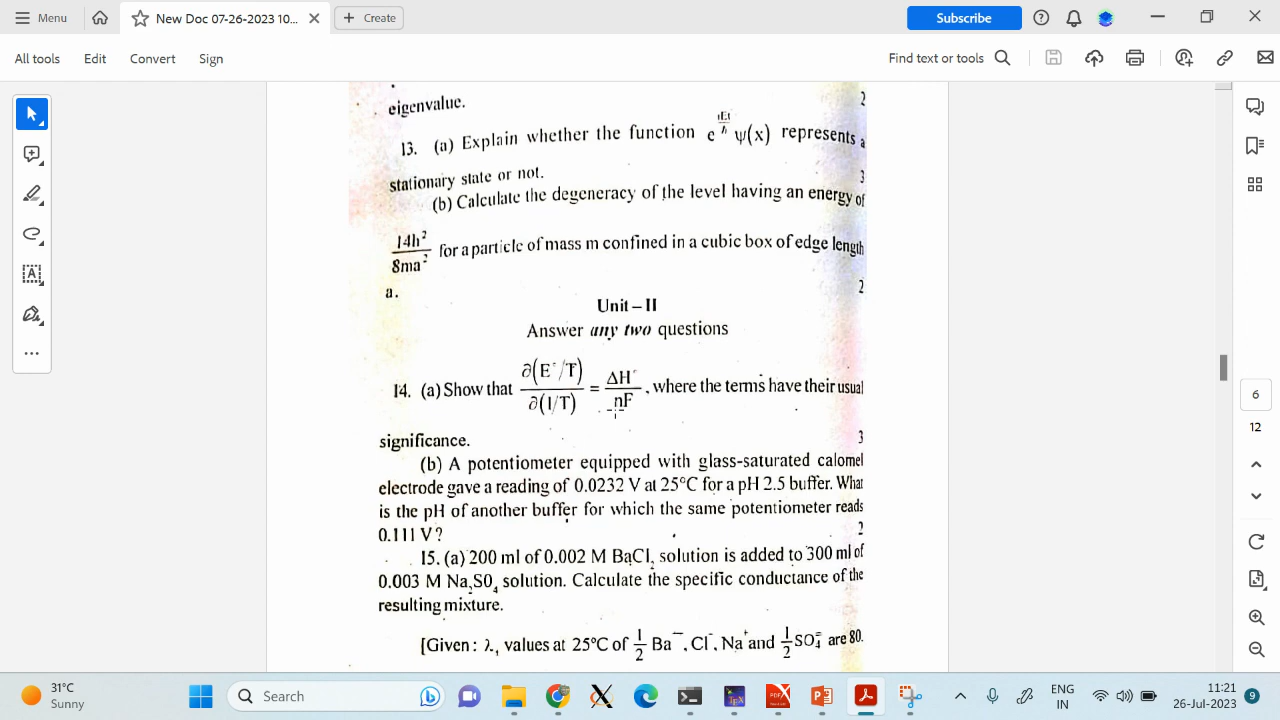 Menu
New Doc 07-26-2023 10...
Create
Subscribe
All tools Edit Convert Sign
Find text or tools
eigenvalue. 2
13. (a) Explain whether the function e^(iEt/ħ) ψ(x) represents a
stationary state or not. 3
(b) Calculate the degeneracy of the level having an energy of
14h²/8ma² for a particle of mass m confined in a cubic box of edge length
a. 2
Unit – II
Answer any two questions
14. (a) Show that ∂(E°/T)/∂(1/T) = ΔH°/nF, where the terms have their usual
significance. 3
(b) A potentiometer equipped with glass-saturated calomel
electrode gave a reading of 0.0232 V at 25°C for a pH 2.5 buffer. What
is the pH of another buffer for which the same potentiometer reads
0.111 V? 2
15. (a) 200 ml of 0.002 M BaCl₂ solution is added to 300 ml of
0.003 M Na₂SO₄ solution. Calculate the specific conductance of the
resulting mixture.
[Given : λ, values at 25°C of ½ Ba, Cl⁻, Na⁺ and ½ SO₄⁼ are 80.
6
12
31°C
Sunny
Search
ENG
IN
11:21
26-Jul-2023
9